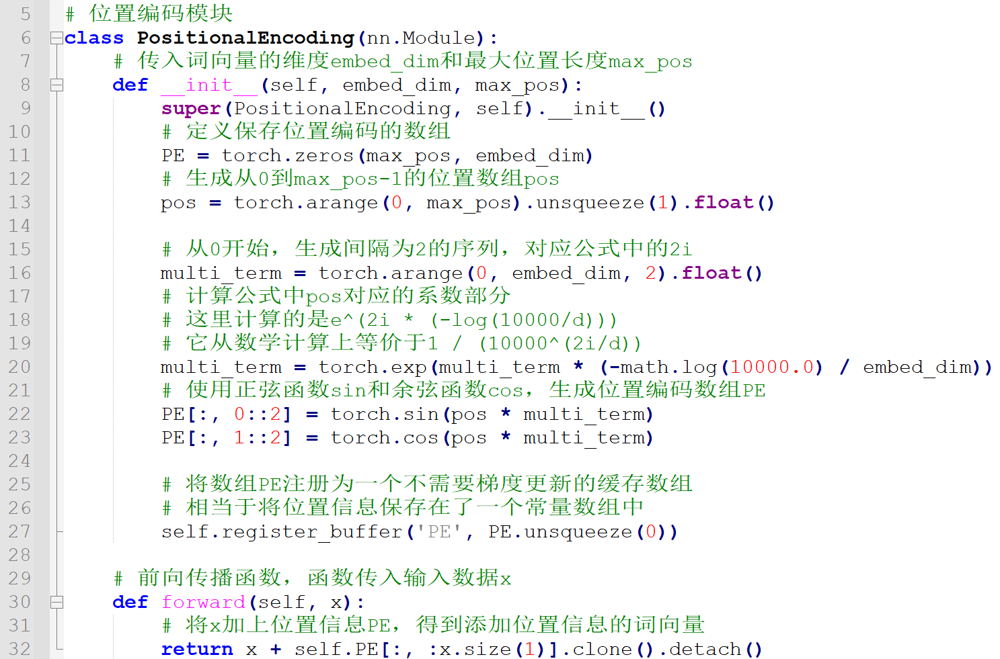 5 # 位置编码模块
6 class PositionalEncoding(nn.Module):
7 # 传入词向量的维度embed_dim和最大位置长度max_pos
8 def __init__(self, embed_dim, max_pos):
9 super(PositionalEncoding, self).__init__()
10 # 定义保存位置编码的数组
11 PE = torch.zeros(max_pos, embed_dim)
12 # 生成从0到max_pos-1的位置数组pos
13 pos = torch.arange(0, max_pos).unsqueeze(1).float()
14
15 # 从0开始，生成间隔为2的序列，对应公式中的2i
16 multi_term = torch.arange(0, embed_dim, 2).float()
17 # 计算公式中pos对应的系数部分
18 # 这里计算的是e^(2i * (-log(10000/d)))
19 # 它从数学计算上等价于1 / (10000^(2i/d))
20 multi_term = torch.exp(multi_term * (-math.log(10000.0) / embed_dim))
21 # 使用正弦函数sin和余弦函数cos，生成位置编码数组PE
22 PE[:, 0::2] = torch.sin(pos * multi_term)
23 PE[:, 1::2] = torch.cos(pos * multi_term)
24
25 # 将数组PE注册为一个不需要梯度更新的缓存数组
26 # 相当于将位置信息保存在了一个常量数组中
27 self.register_buffer('PE', PE.unsqueeze(0))
28
29 # 前向传播函数，函数传入输入数据x
30 def forward(self, x):
31 # 将x加上位置信息PE，得到添加位置信息的词向量
32 return x + self.PE[:, :x.size(1)].clone().detach()